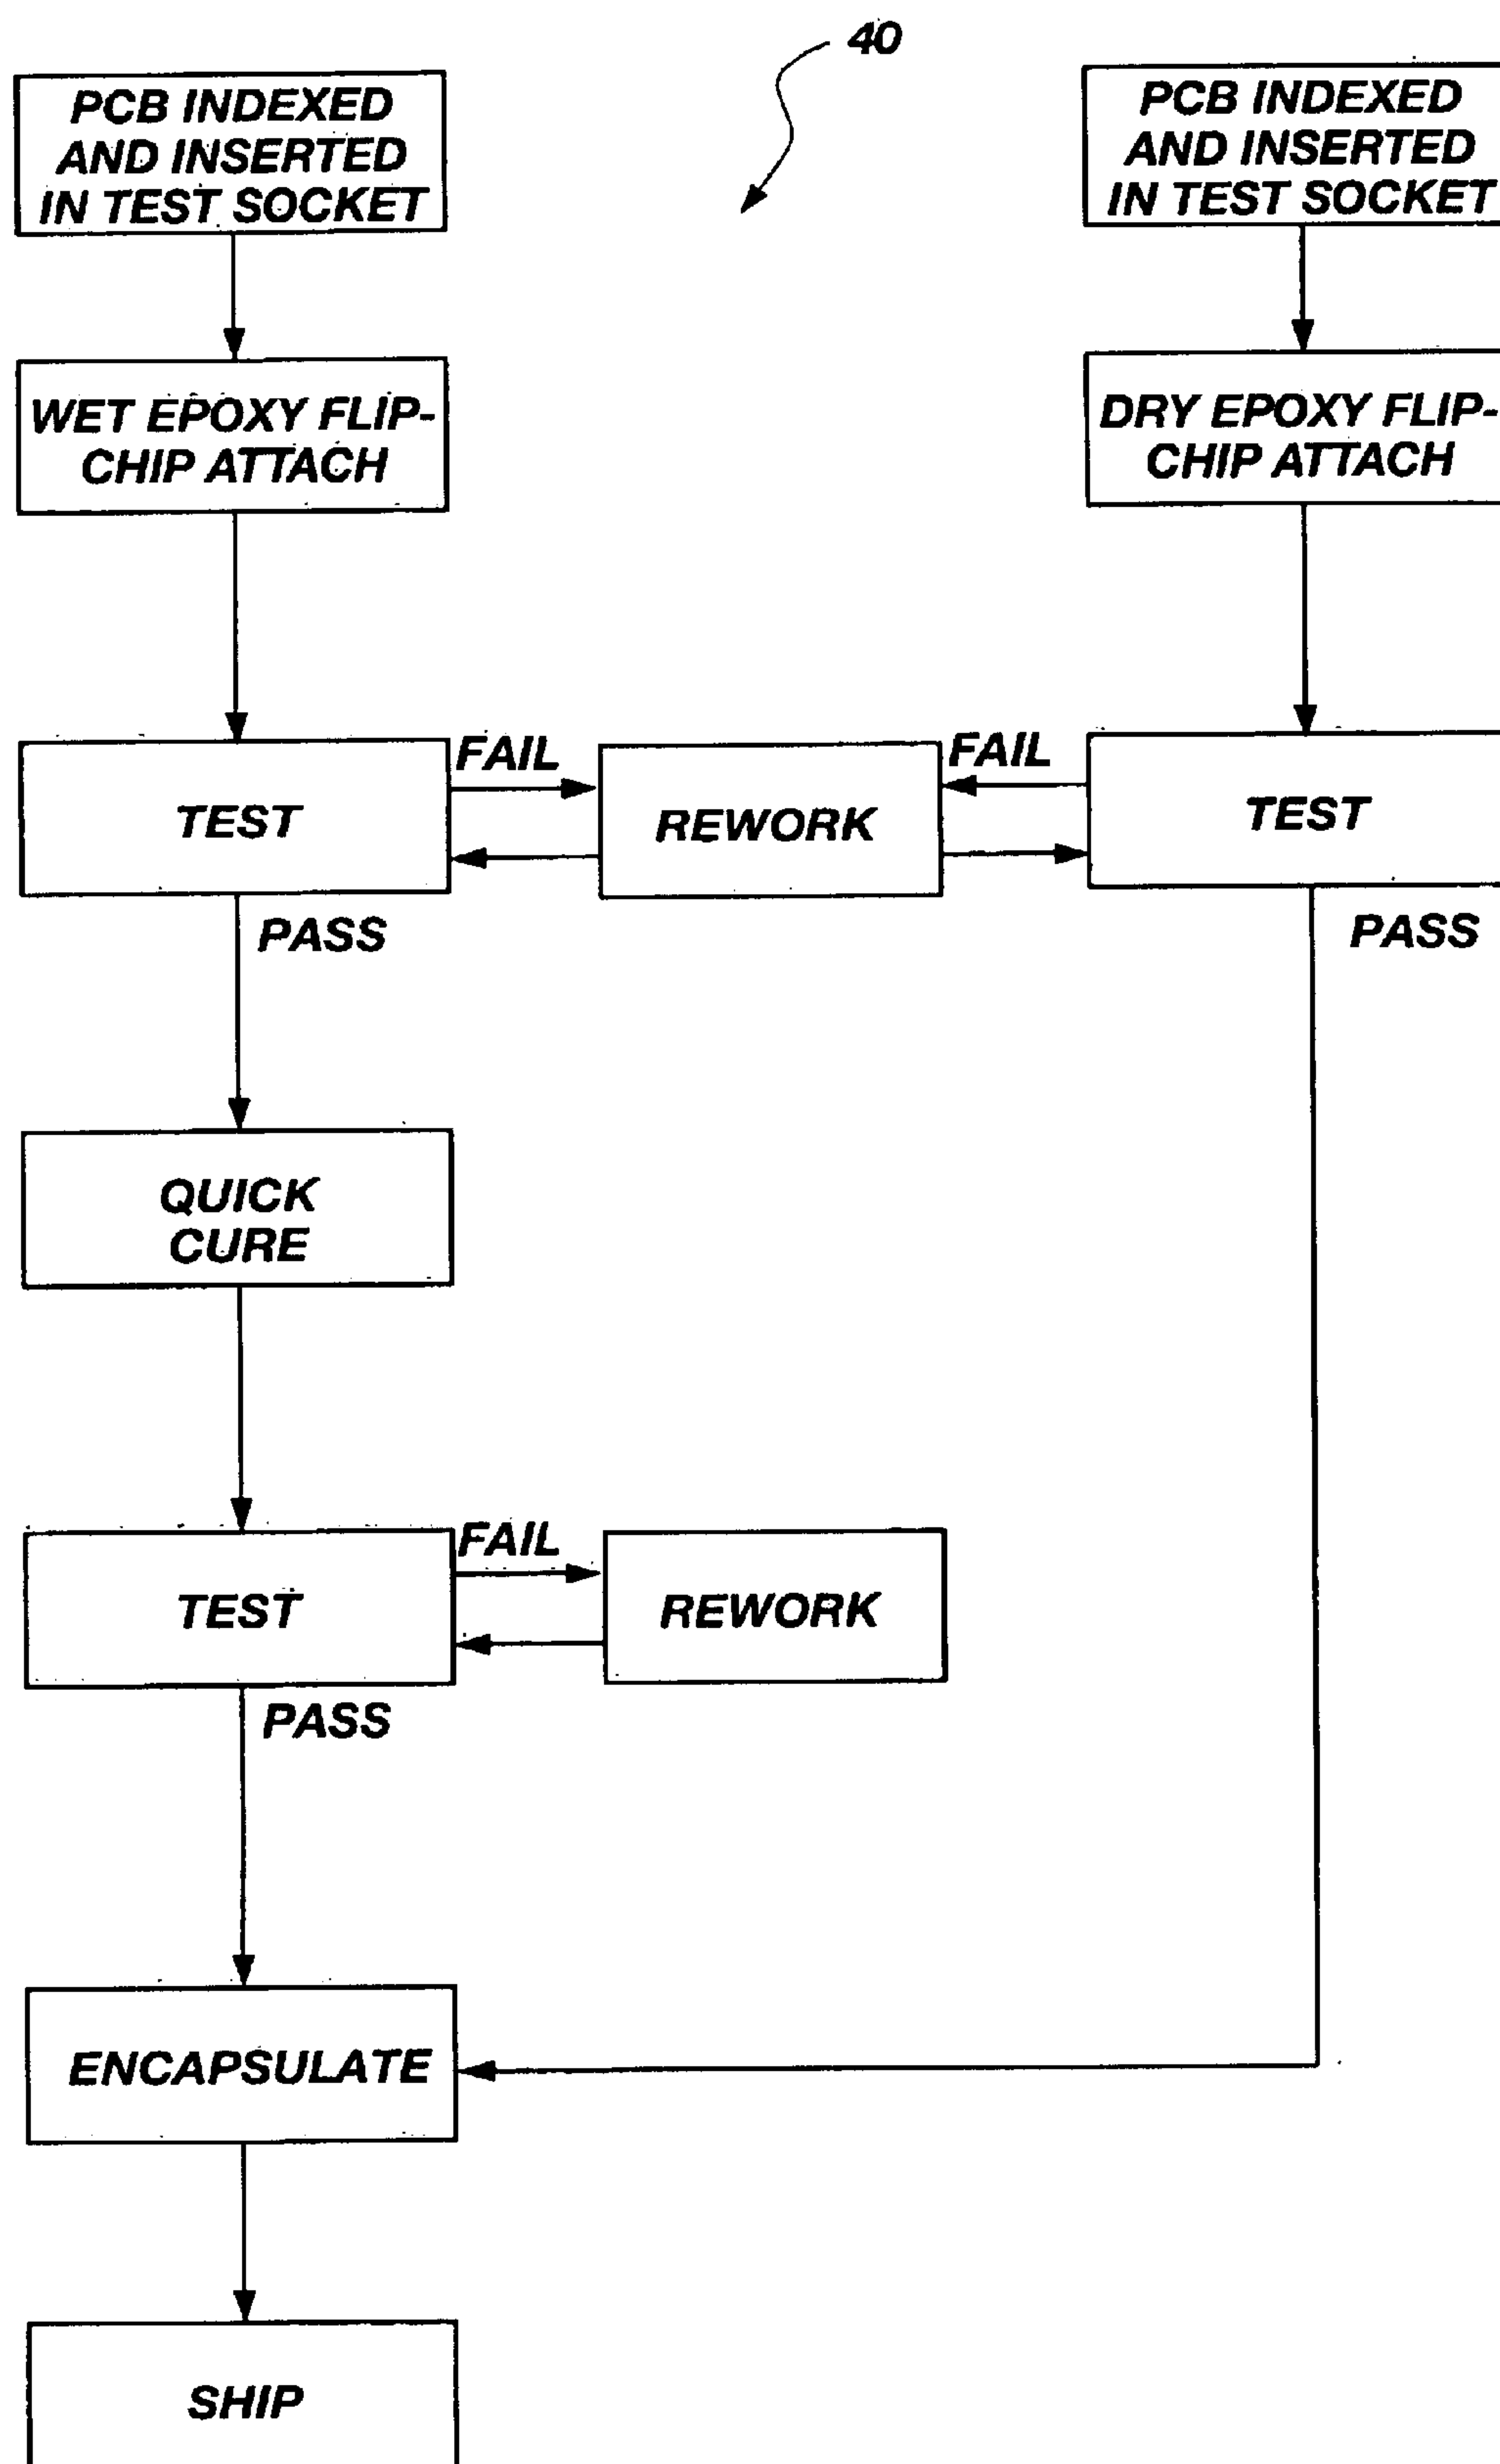 40
PCB INDEXED
AND INSERTED
IN TEST SOCKET
PCB INDEXED
AND INSERTED
IN TEST SOCKET
WET EPOXY FLIP-
CHIP ATTACH
DRY EPOXY FLIP-
CHIP ATTACH
TEST
FAIL
REWORK
FAIL
TEST
PASS
PASS
QUICK
CURE
TEST
FAIL
REWORK
PASS
ENCAPSULATE
SHIP